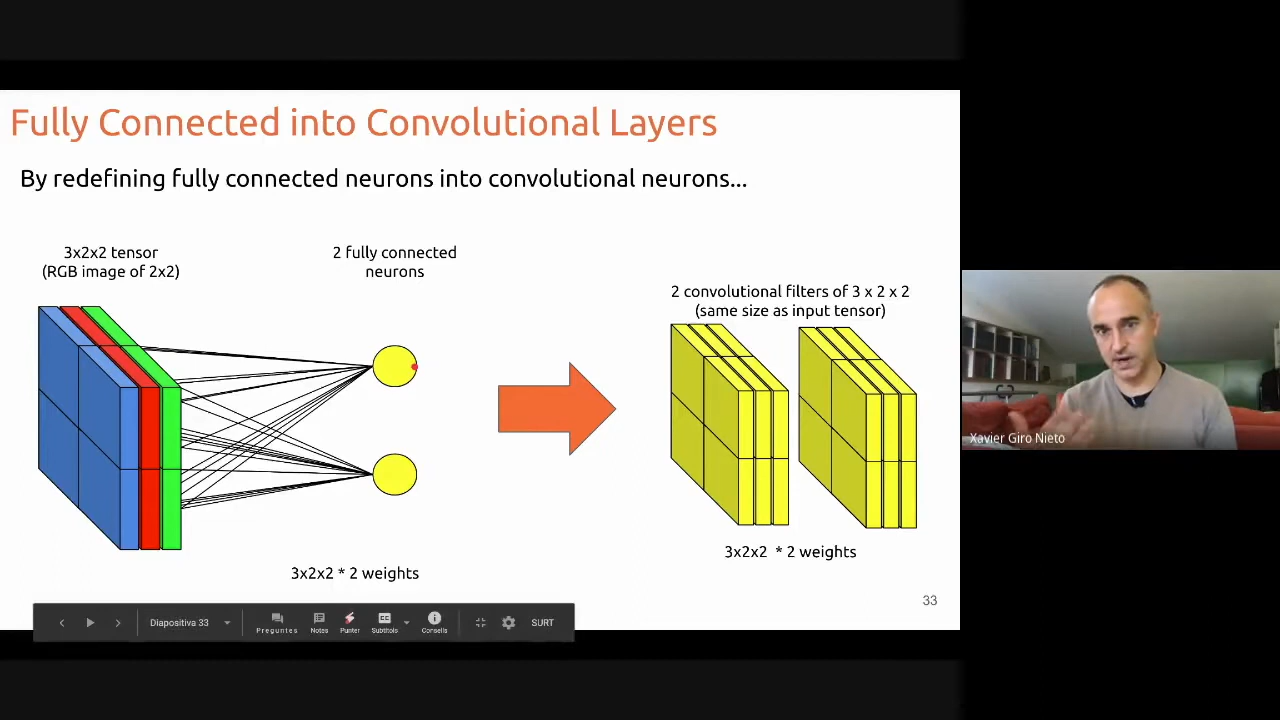 Fully Connected into Convolutional Layers
By redefining fully connected neurons into convolutional neurons...
3x2x2 tensor
(RGB image of 2x2)
2 fully connected
neurons
2 convolutional filters of 3 x 2 x 2
(same size as input tensor)
3x2x2 * 2 weights
3x2x2 * 2 weights
33
Diapositiva 33
Preguntes
Notes
Punter
Subtítols
Consells
SURT
Xavier Giro Nieto